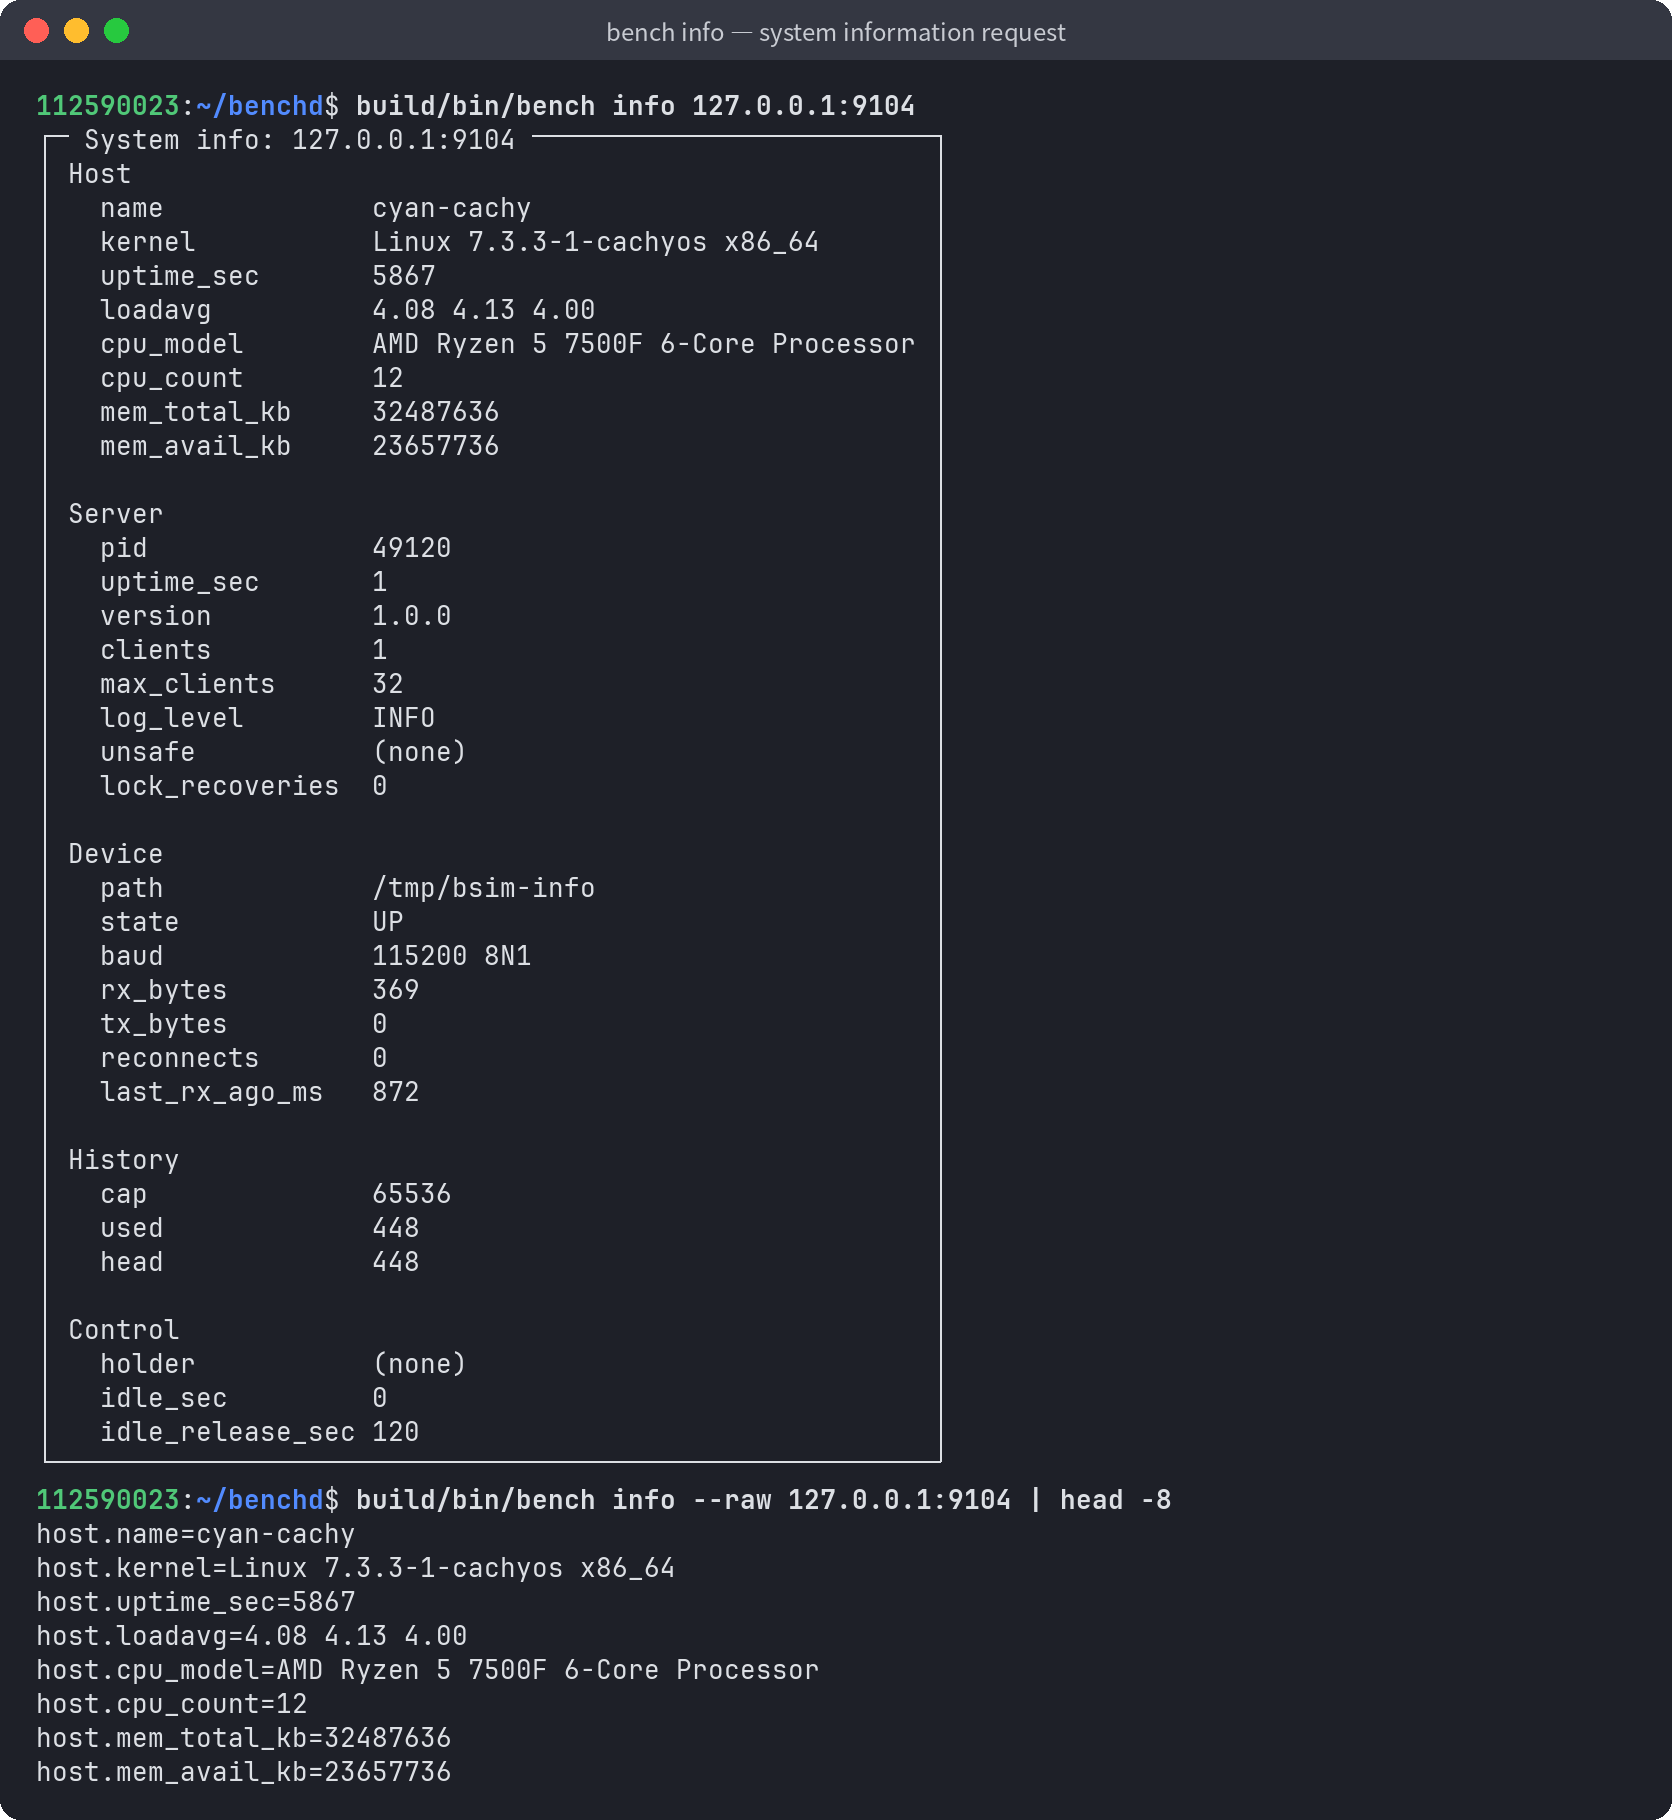 bench info — system information request
112590023:~/benchd$ build/bin/bench info 127.0.0.1:9104
System info: 127.0.0.1:9104
Host
name cyan-cachy
kernel Linux 7.3.3-1-cachyos x86_64
uptime_sec 5867
loadavg 4.08 4.13 4.00
cpu_model AMD Ryzen 5 7500F 6-Core Processor
cpu_count 12
mem_total_kb 32487636
mem_avail_kb 23657736
Server
pid 49120
uptime_sec 1
version 1.0.0
clients 1
max_clients 32
log_level INFO
unsafe (none)
lock_recoveries 0
Device
path /tmp/bsim-info
state UP
baud 115200 8N1
rx_bytes 369
tx_bytes 0
reconnects 0
last_rx_ago_ms 872
History
cap 65536
used 448
head 448
Control
holder (none)
idle_sec 0
idle_release_sec 120
112590023:~/benchd$ build/bin/bench info --raw 127.0.0.1:9104 | head -8
host.name=cyan-cachy
host.kernel=Linux 7.3.3-1-cachyos x86_64
host.uptime_sec=5867
host.loadavg=4.08 4.13 4.00
host.cpu_model=AMD Ryzen 5 7500F 6-Core Processor
host.cpu_count=12
host.mem_total_kb=32487636
host.mem_avail_kb=23657736